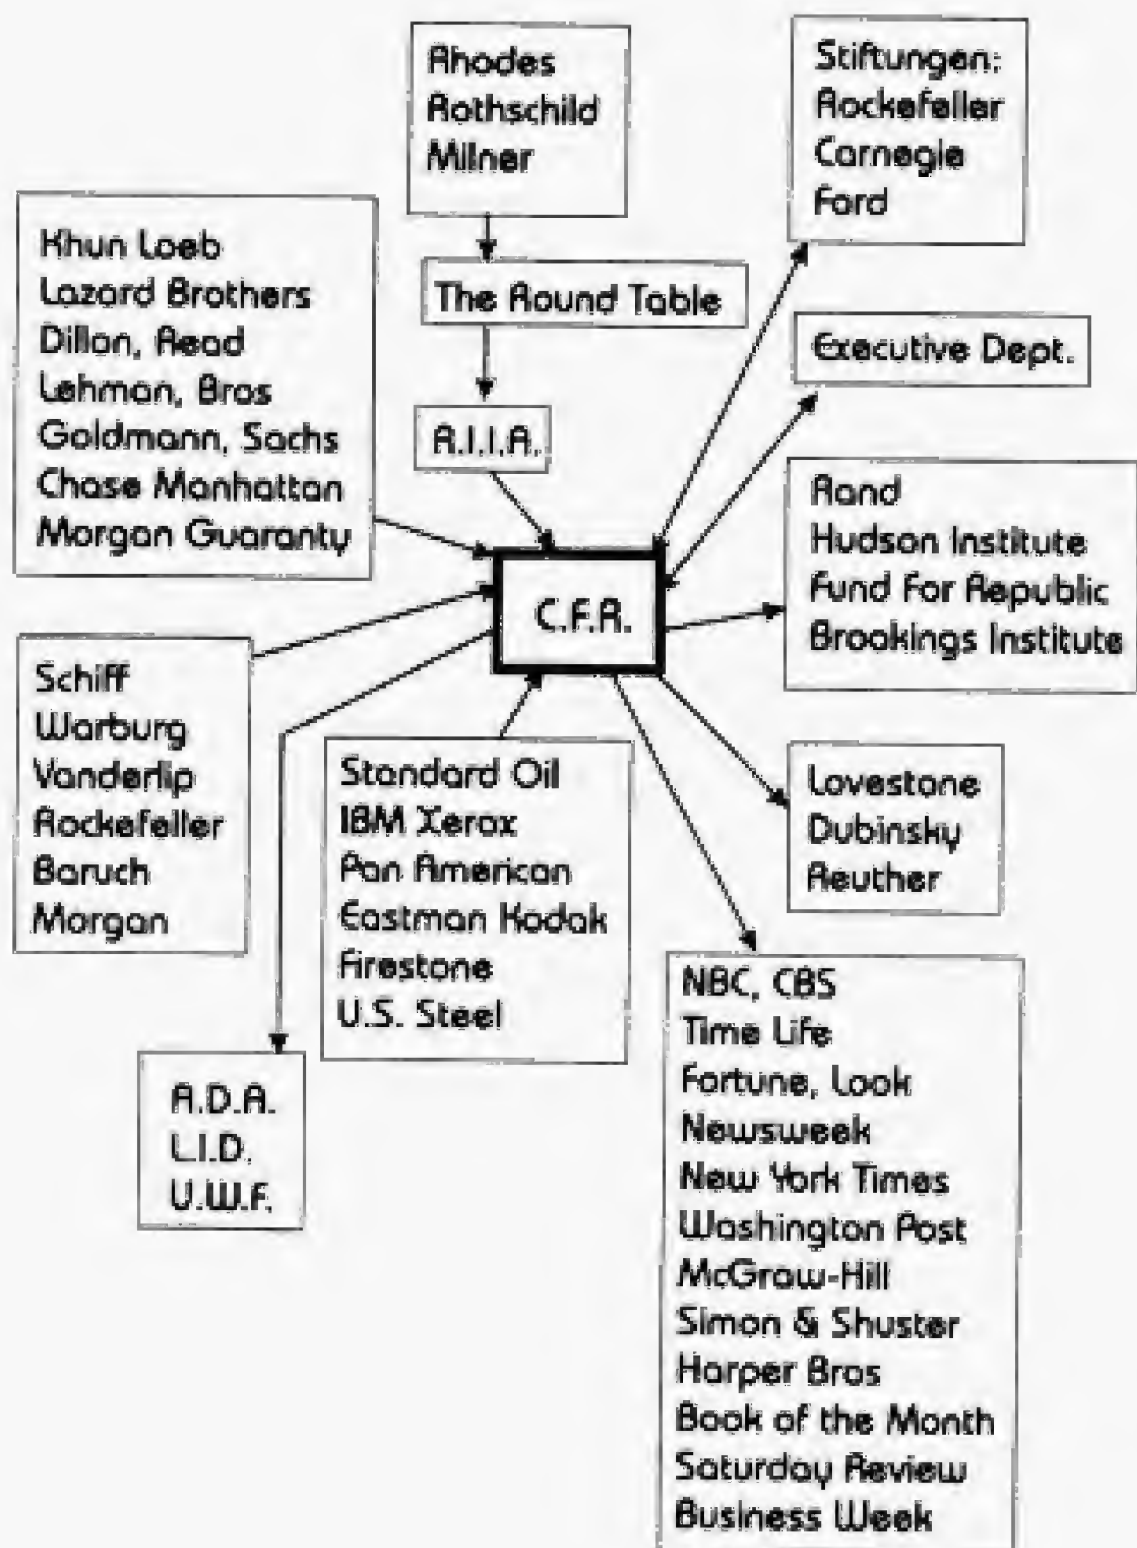 Rhodes
Rothschild
Milner
Stiftungen:
Rockefeller
Carnegie
Ford
Khun Loeb
Lazard Brothers
Dillon, Read
Lehman, Bros
Goldmann, Sachs
Chase Manhattan
Morgan Guaranty
The Round Table
Executive Dept.
R.I.I.A.
Rand
Hudson Institute
Fund For Republic
Brookings Institute
C.F.R.
Schiff
Warburg
Vanderlip
Rockefeller
Baruch
Morgan
Standard Oil
IBM Xerox
Pan American
Eastman Kodak
Firestone
U.S. Steel
Lovestone
Dubinsky
Reuther
A.D.A.
L.I.D.
U.W.F.
NBC, CBS
Time Life
Fortune, Look
Newsweek
New York Times
Washington Post
McGraw-Hill
Simon & Shuster
Harper Bros
Book of the Month
Saturday Review
Business Week